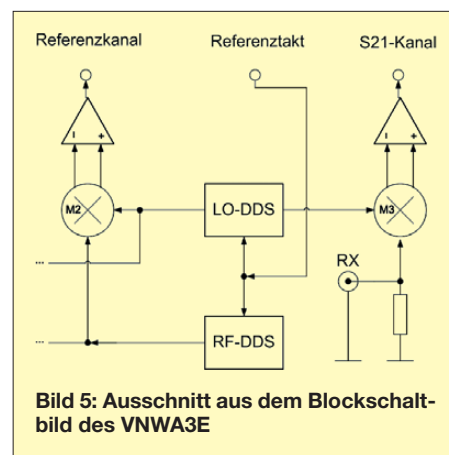 Referenzkanal Referenztakt S21-Kanal
- + - +
M2 LO-DDS M3
RX
... 
... RF-DDS
Bild 5: Ausschnitt aus dem Blockschalt-
bild des VNWA3E